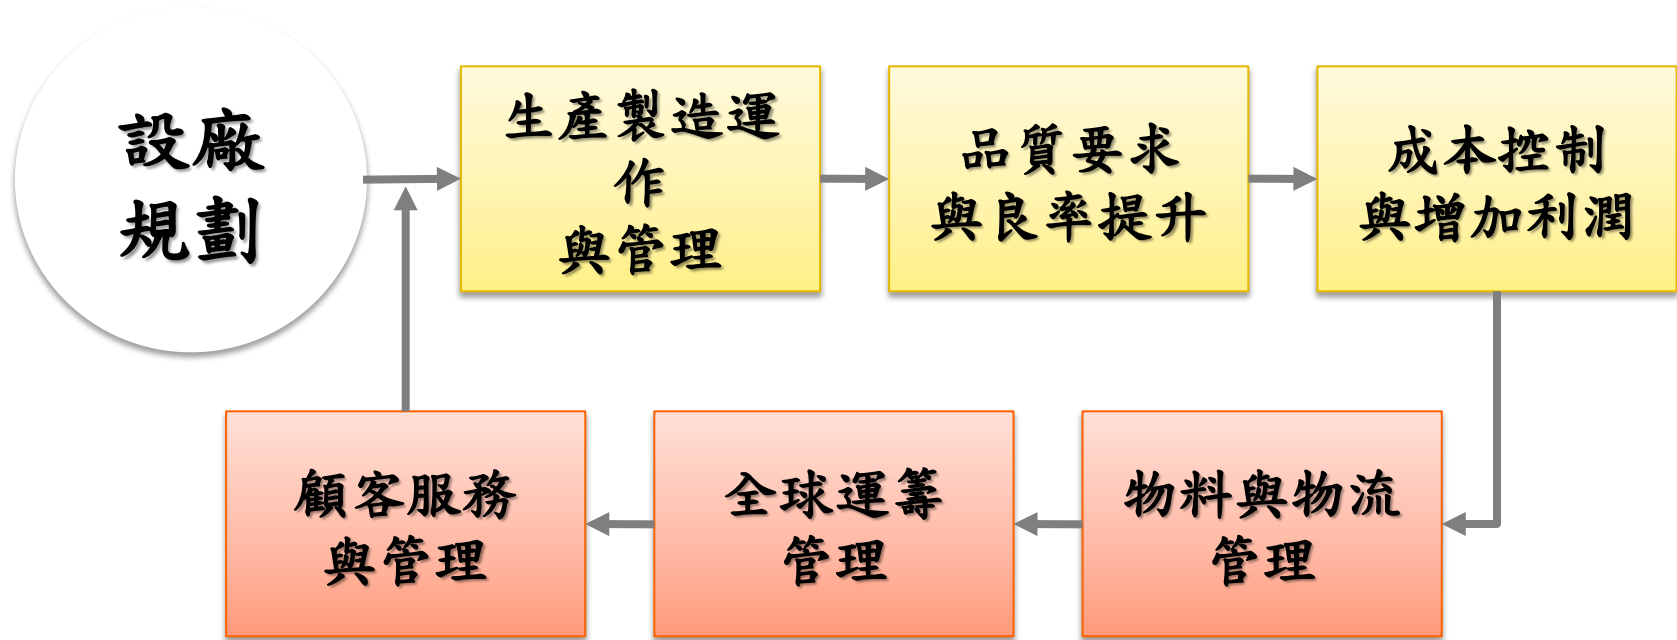 設廠
規劃
生產製造運
作
與管理
品質要求
與良率提升
成本控制
與增加利潤
物料與物流
管理
全球運籌
管理
顧客服務
與管理